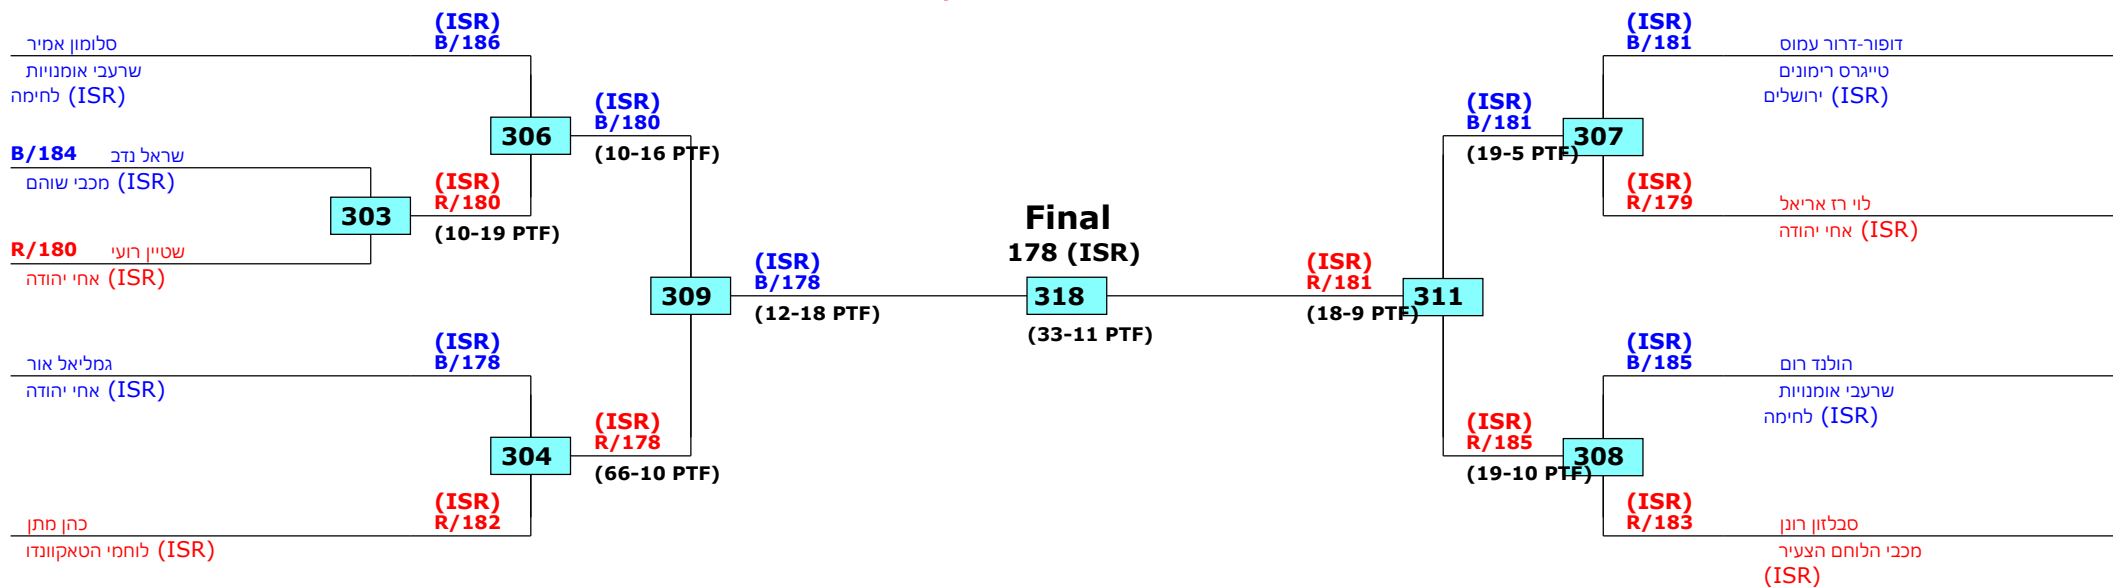 (ISR)
B/186
סלומון אמיר
שרעבי אומנויות
לחימה (ISR)
306
(ISR)
B/180
(10-16 PTF)
B/184 שראל נדב
מכבי שוהם (ISR)
303
(ISR)
R/180
(10-19 PTF)
R/180 שטיין רועי
אחי יהודה (ISR)
309
(ISR)
B/178
(12-18 PTF)
(ISR)
B/178
גמליאל אור
אחי יהודה (ISR)
304
(ISR)
R/178
(66-10 PTF)
(ISR)
R/182
כהן מתן
לוחמי הטאקוונדו (ISR)
Final
178 (ISR)
318
(33-11 PTF)
(ISR)
R/181
(18-9 PTF)
311
(ISR)
B/181
(19-5 PTF)
307
(ISR)
B/181
דופור-דרור עמוס
טייגרס רימונים
ירושלים (ISR)
(ISR)
R/179
לוי רז אריאל
אחי יהודה (ISR)
(ISR)
R/185
(19-10 PTF)
308
(ISR)
B/185
הולנד רום
שרעבי אומנויות
לחימה (ISR)
(ISR)
R/183
סבלזון רונן
מכבי הלוחם הצעיר
(ISR)